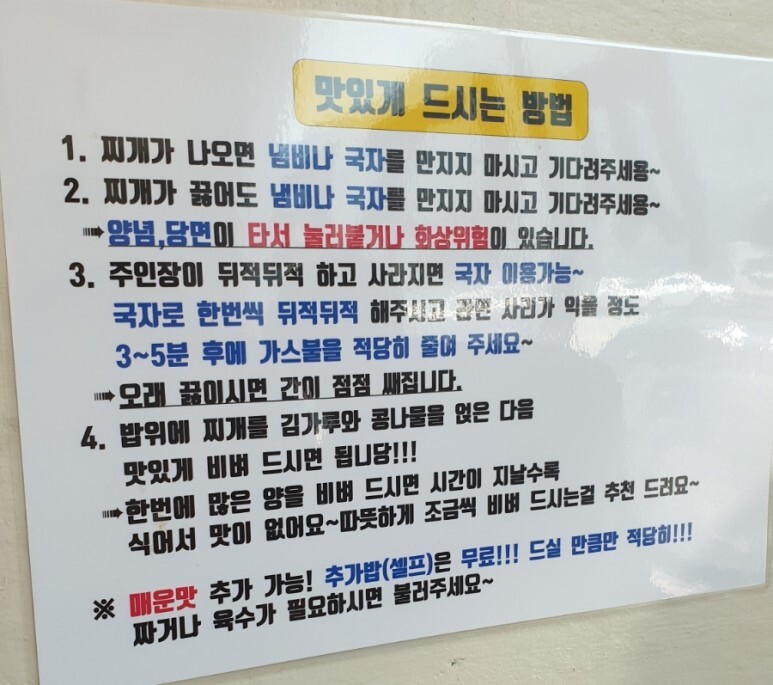 맛있게 드시는 방법
1. 찌개가 나오면 냄비나 국자를 만지지 마시고 기다려주세용~
2. 찌개가 끓어도 냄비나 국자를 만지지 마시고 기다려주세용~
➠양념,당면이 타서 눌러붙거나 화상위험이 있습니다.
3. 주인장이 뒤적뒤적 하고 사라지면 국자 이용가능~
국자로 한번씩 뒤적뒤적 해주시고 라면 사리가 익을 정도
3~5분 후에 가스불을 적당히 줄여 주세요~
➠오래 끓이시면 간이 점점 쌔집니다.
4. 밥위에 찌개를 김가루와 콩나물을 얹은 다음
맛있게 비벼 드시면 됩니당!!!
➠한번에 많은 양을 비벼 드시면 시간이 지날수록
식어서 맛이 없어요~따뜻하게 조금씩 비벼 드시는걸 추천 드려요~
※ 매운맛 추가 가능! 추가밥(셀프)은 무료!!! 드실 만큼만 적당히!!!
짜거나 육수가 필요하시면 불러주세요~